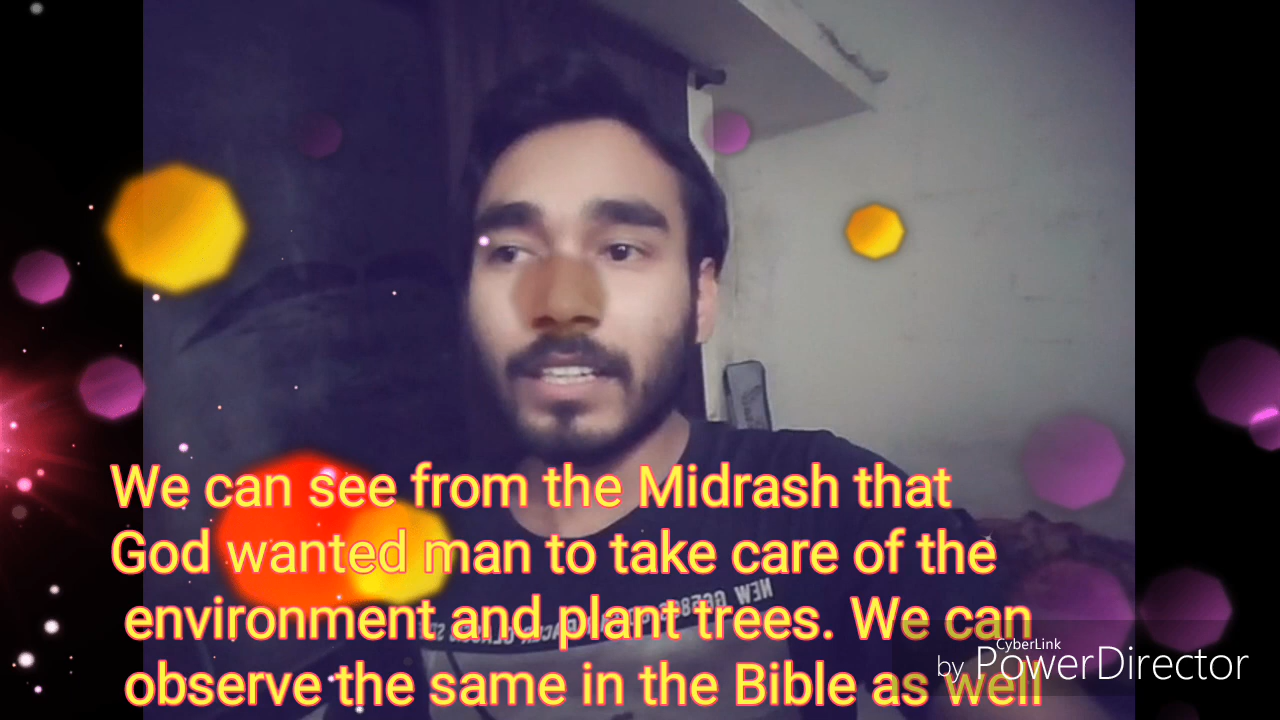 We can see from the Midrash that
God wanted man to take care of the
environment and plant trees. We can
observe the same in the Bible as well
NEW
CyberLink
by PowerDirector